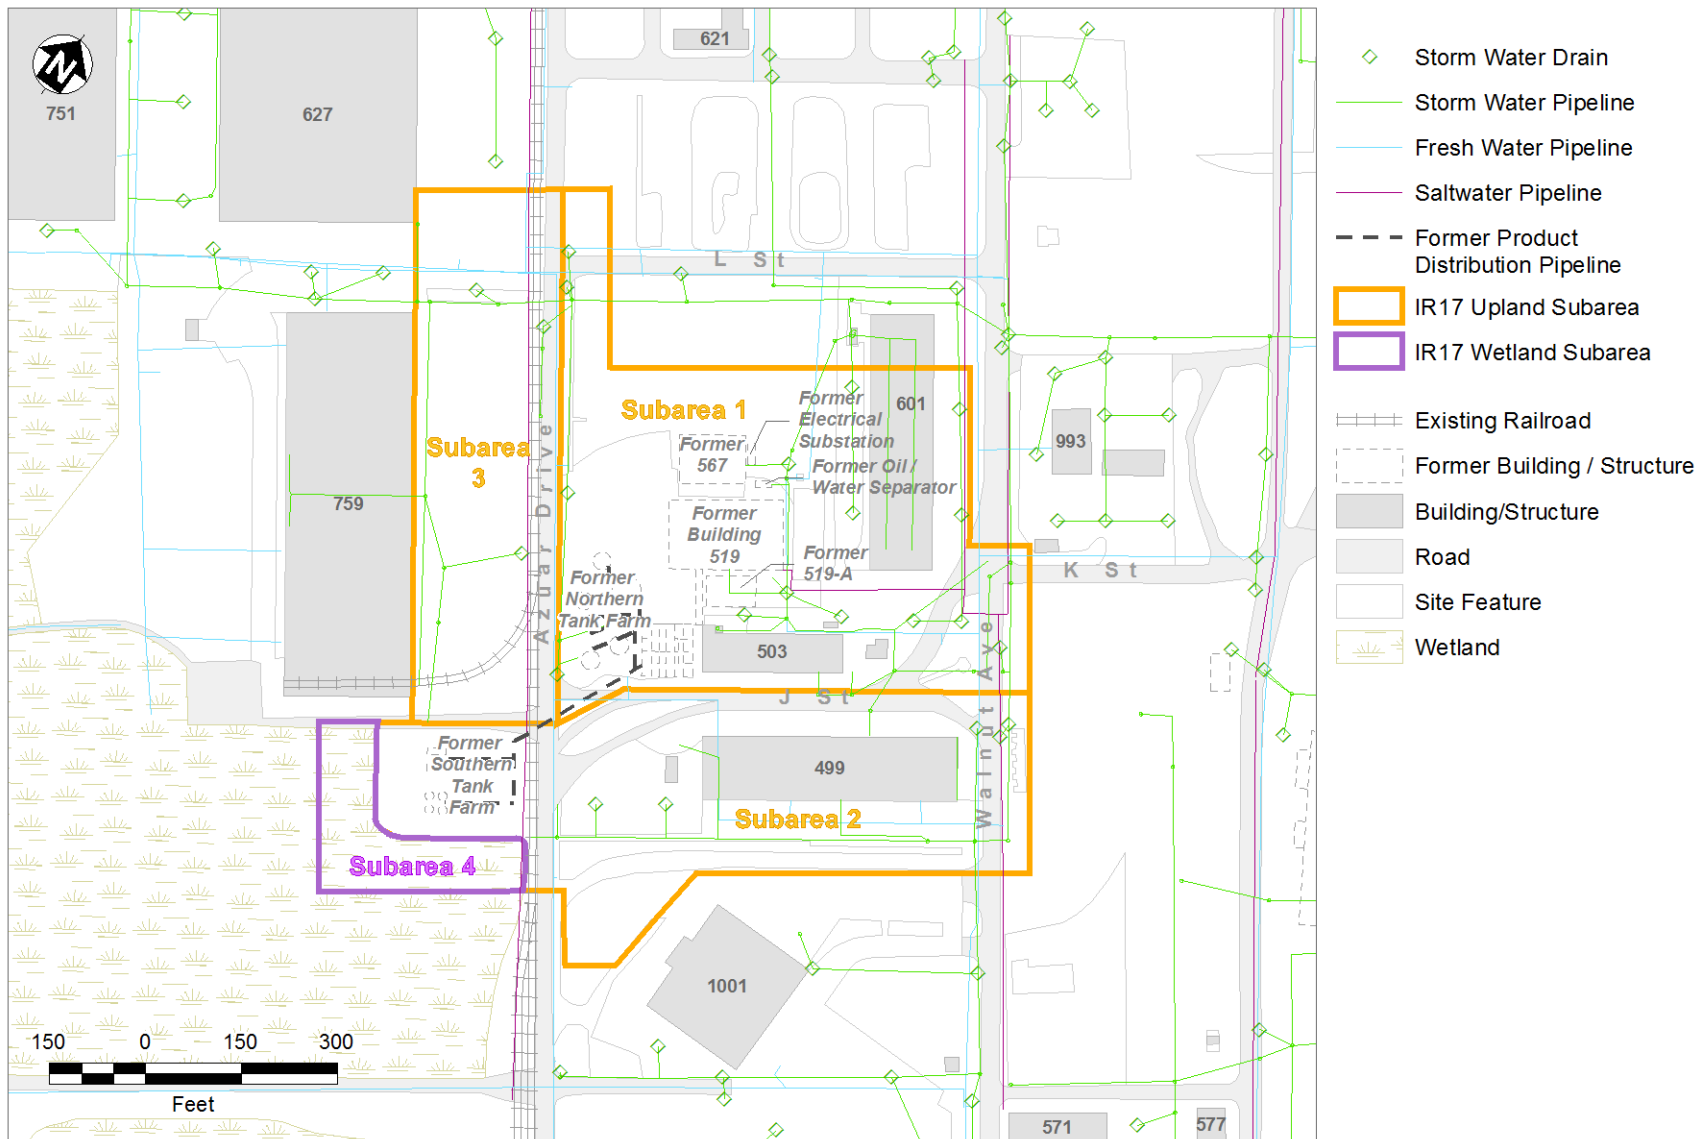 N
621
751
627
L St
Subarea 1
Former
Electrical
Substation
601
Subarea
3
Former
567
Former Oil /
Water Separator
993
759
Azuar Drive
Former
Building
519
Former
519-A
K St
Former
Northern
Tank Farm
503
J St
Walnut Ave
Former
Southern
Tank
Farm
499
Subarea 2
Subarea 4
1001
150 0 150 300
Feet
571
577
Storm Water Drain
Storm Water Pipeline
Fresh Water Pipeline
Saltwater Pipeline
Former Product
Distribution Pipeline
IR17 Upland Subarea
IR17 Wetland Subarea
Existing Railroad
Former Building / Structure
Building/Structure
Road
Site Feature
Wetland